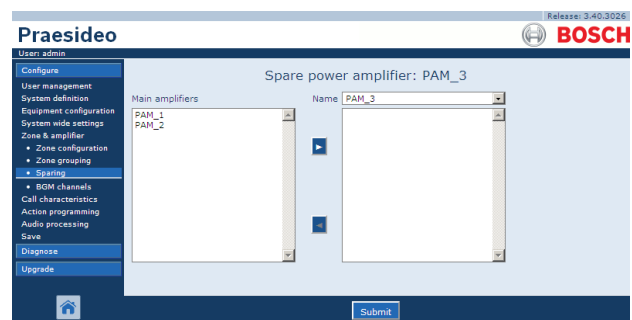 Release: 3.40.3026
Praesideo
BOSCH
User: admin
Configure
User management
System definition
Equipment configuration
System wide settings
Zone & amplifier
• Zone configuration
• Zone grouping
• Sparing
• BGM channels
Call characteristics
Action programming
Audio processing
Save
Diagnose
Upgrade
Spare power amplifier: PAM_3
Main amplifiers
Name PAM_3
PAM_1
PAM_2
Submit